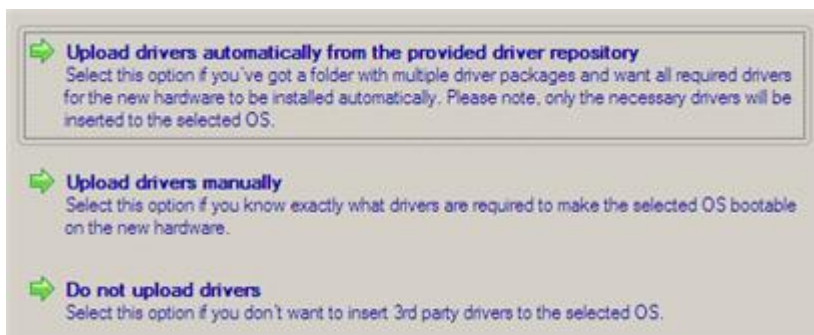 Upload drivers automatically from the provided driver repository
Select this option if you've got a folder with multiple driver packages and want all required drivers
for the new hardware to be installed automatically. Please note, only the necessary drivers will be
inserted to the selected OS.
Upload drivers manually
Select this option if you know exactly what drivers are required to make the selected OS bootable
on the new hardware.
Do not upload drivers
Select this option if you don't want to insert 3rd party drivers to the selected OS.